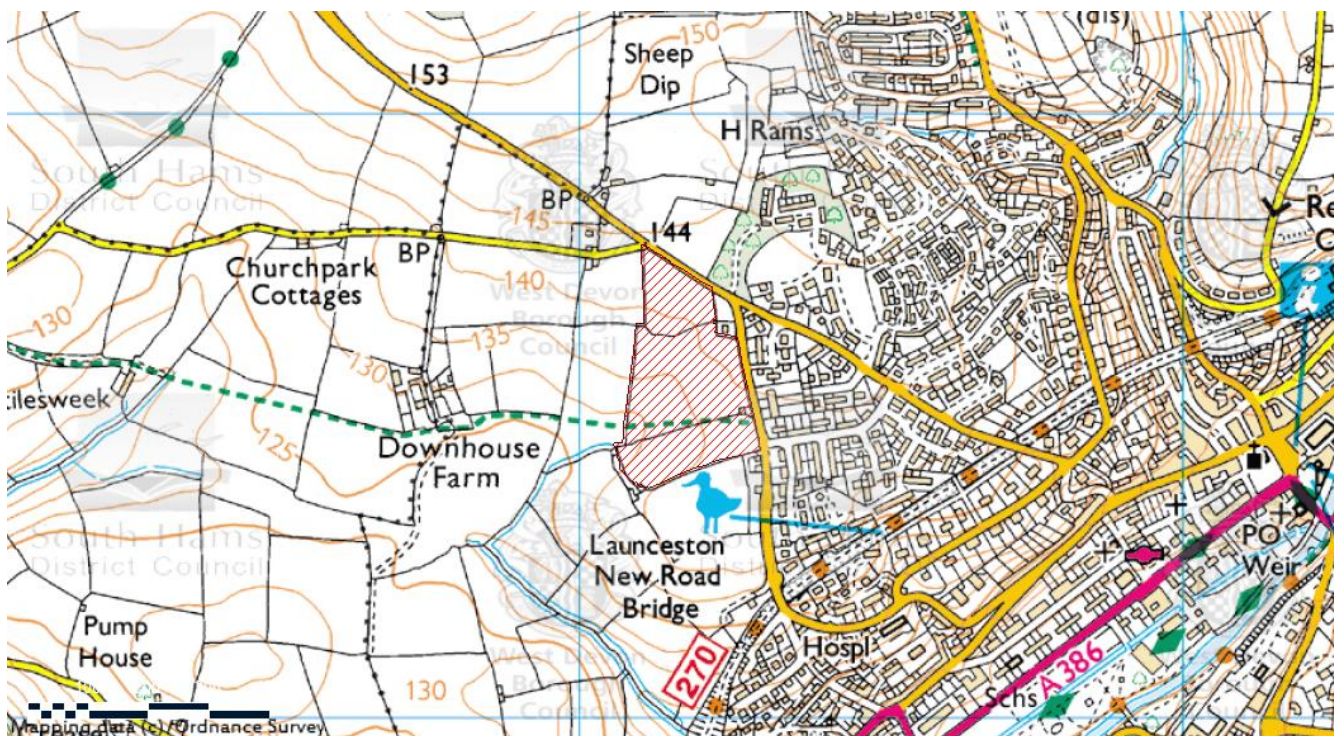 (dis)
150
Sheep
Dip
153
H Rams
South Hams
District Council
BP
145
144
Re
C
BP
Churchpark
Cottages
140
West Devon
Borough
Council
130
135
130
ilesweek
125
Downhouse
Farm
South Hams
District Council
Launceston
New Road
Bridge
PO
Weir
Pump
House
130
270
Hospl
Schs
A 386
West Devon
Borough
Council
Mapping data (c) Ordnance Survey